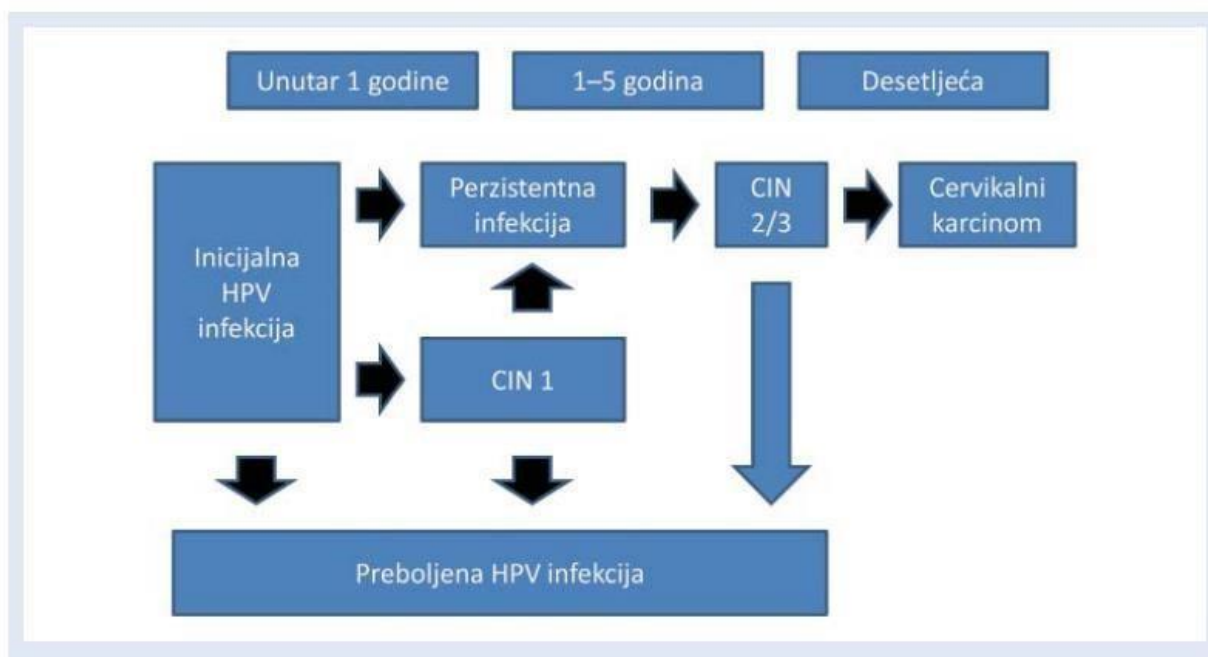 Unutar 1 godine
1–5 godina
Desetljeća
Inicijalna
HPV
infekcija
Perzistentna
infekcija
CIN
2/3
Cervikalni
karcinom
CIN 1
Preboljena HPV infekcija